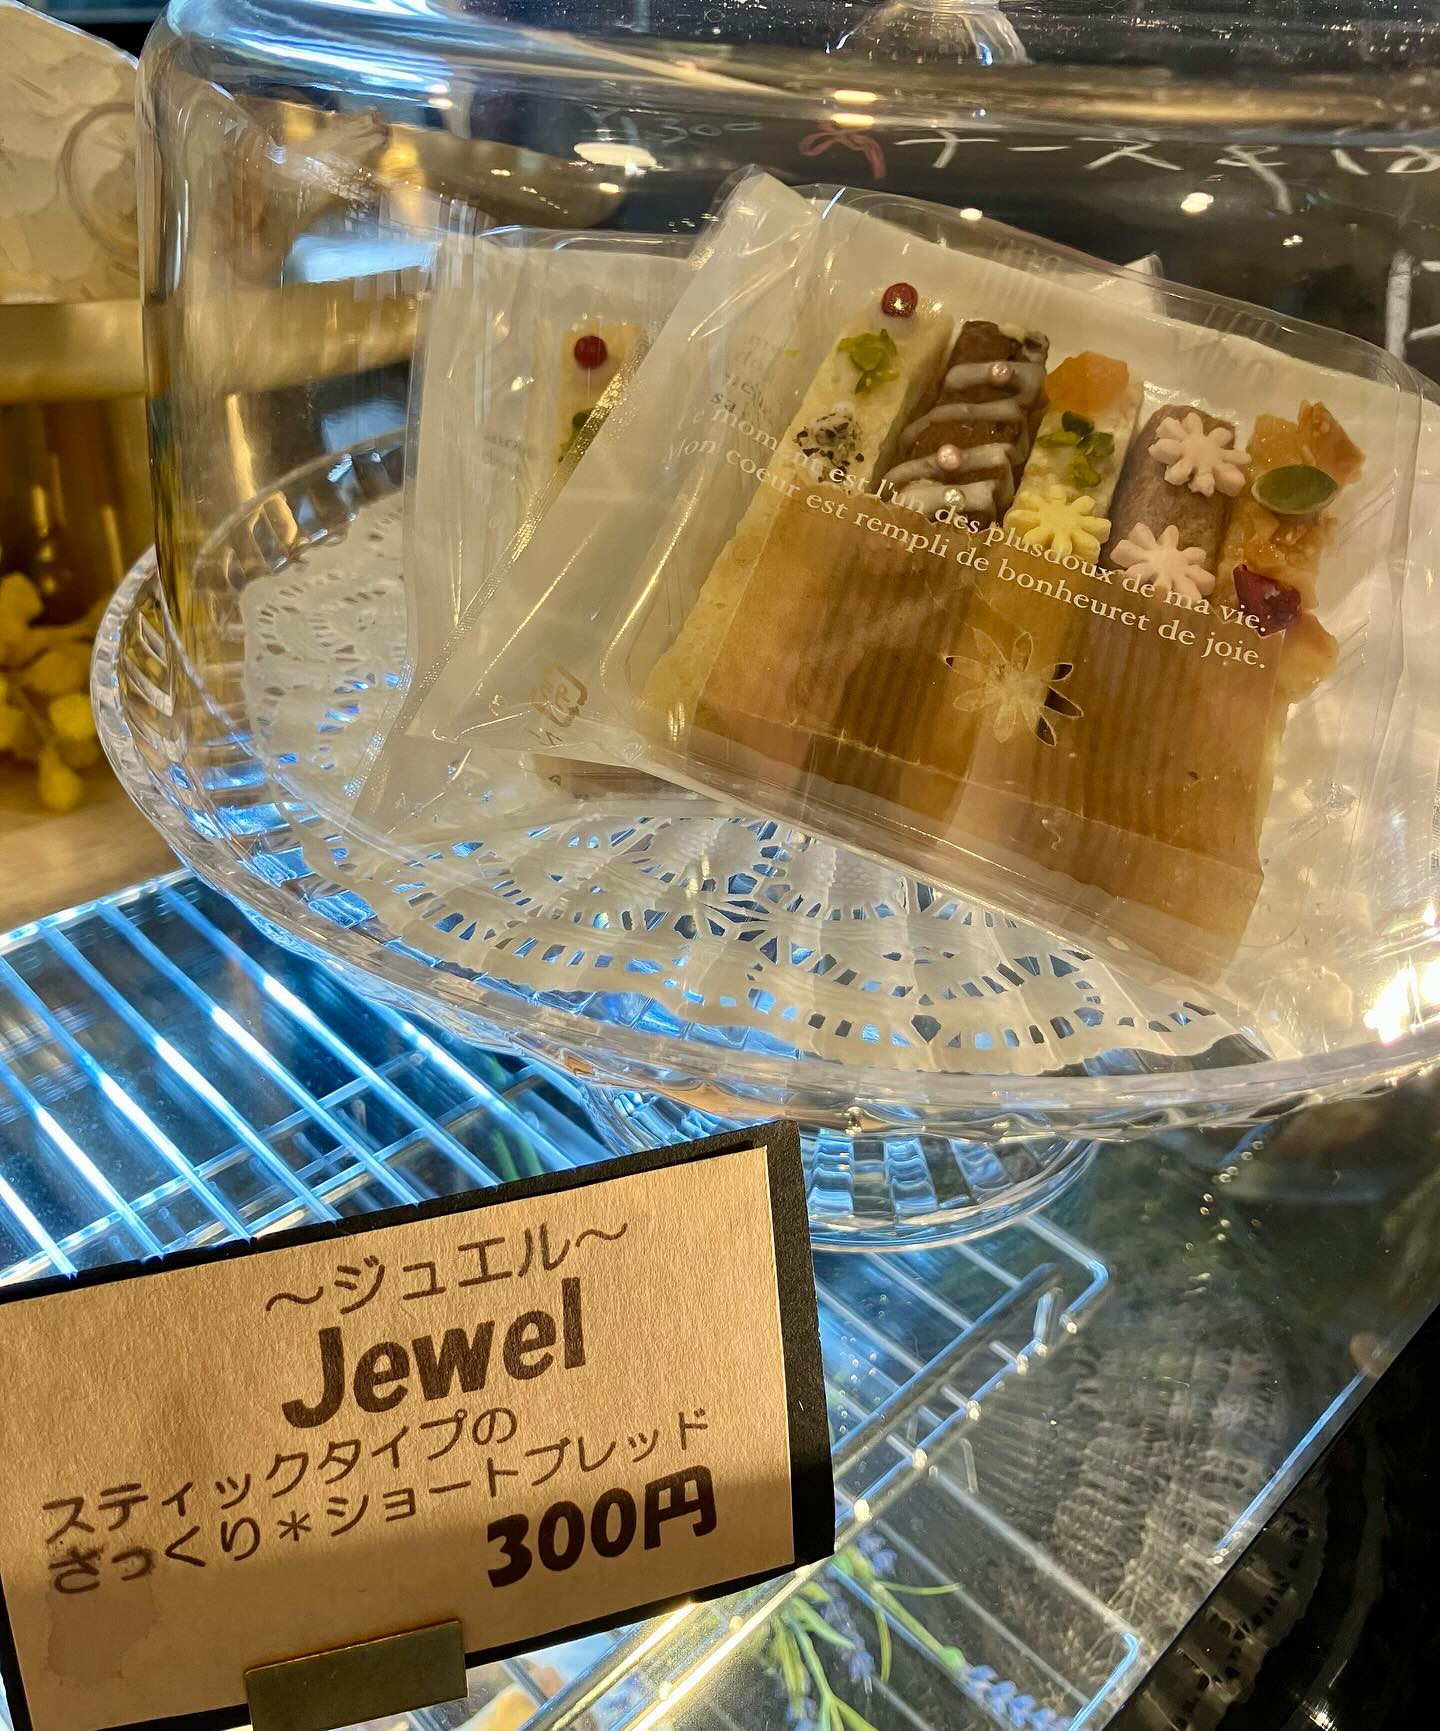 ¥1300
moment est l'un des plusdoux de ma vie.
Mon coeur est rempli de bonheuret de joie.
～ジュエル～
Jewel
スティックタイプの
ざっくり＊ショートブレッド
300円